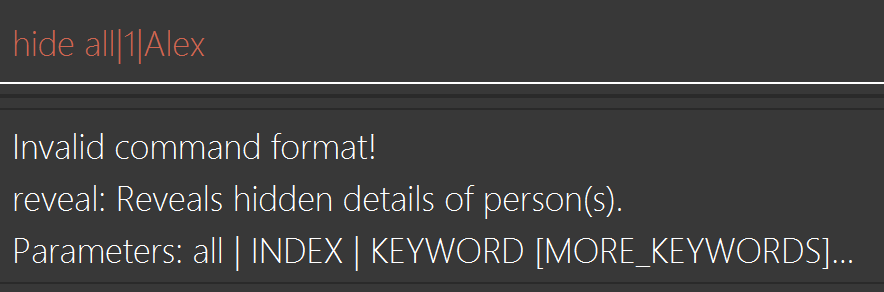 hide all|1|Alex
Invalid command format!
reveal: Reveals hidden details of person(s).
Parameters: all | INDEX | KEYWORD [MORE_KEYWORDS]...